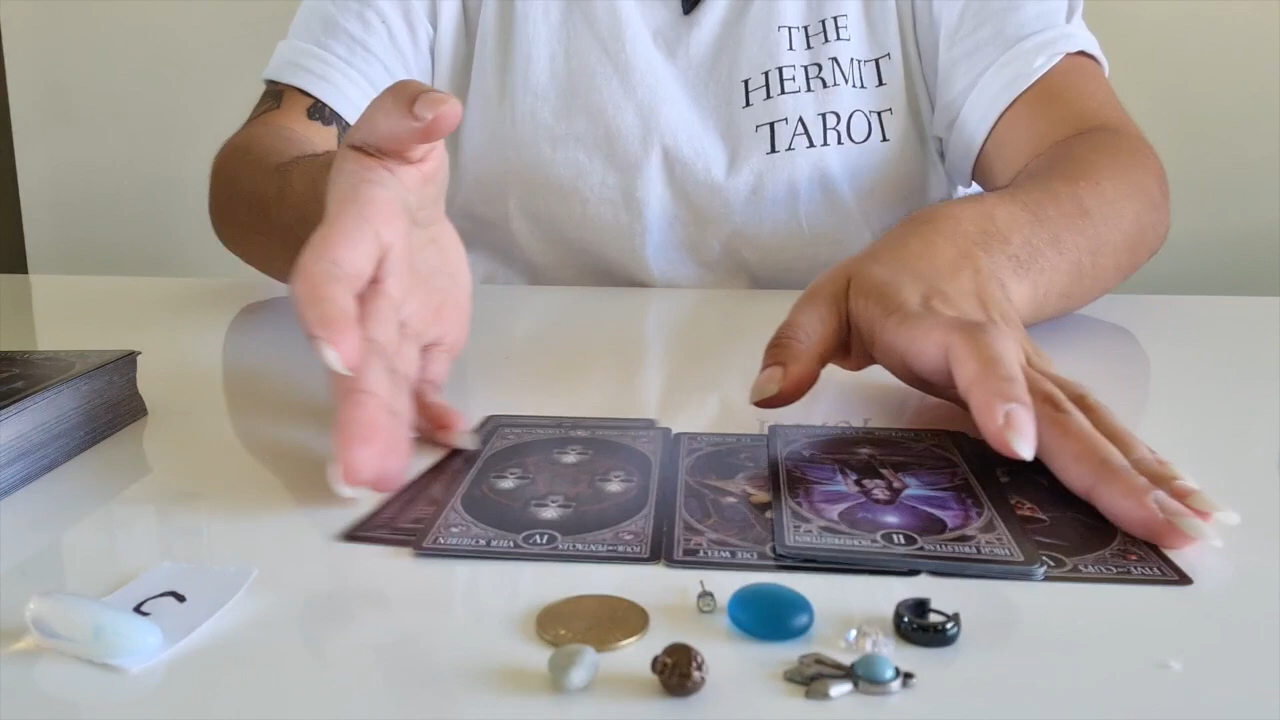 THE
HERMIT
TAROT
IV
FOUR OF PENTACLES
VIER SCHEIBEN
DIE WELT
II
HIGH PRIESTESS
HOHEPRIESTERIN
FIVE OF CUPS
C